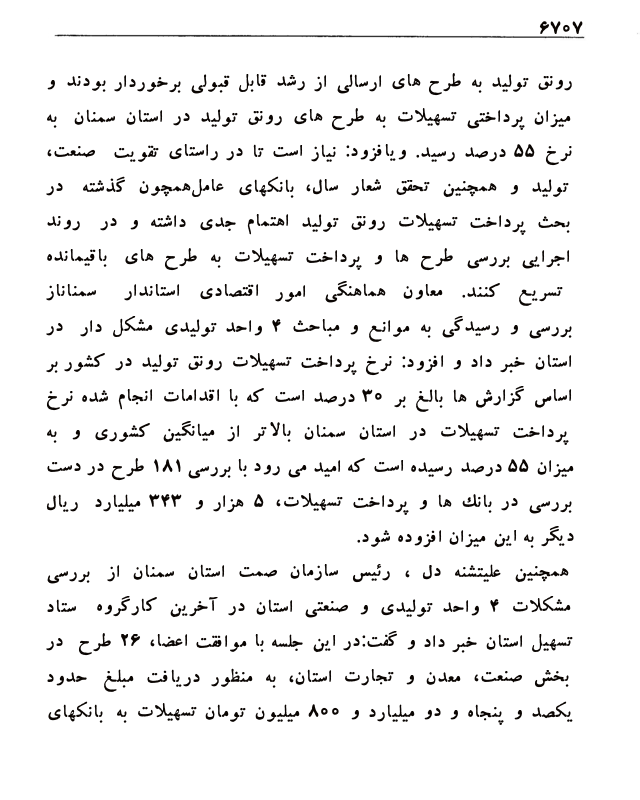 ۶۷۰۷
رونق تولید به طرح های ارسالی از رشد قابل قبولی برخوردار بودند و
میزان پرداختی تسهیلات به طرح های رونق تولید در استان سمنان به
نرخ ۵۵ درصد رسید. ویافزود: نیاز است تا در راستای تقویت صنعت،
تولید و همچنین تحقق شعار سال، بانکهای عامل‌همچون گذشته در
بحث پرداخت تسهیلات رونق تولید اهتمام جدی داشته و در روند
اجرایی بررسی طرح ها و پرداخت تسهیلات به طرح های باقیمانده
تسریع کنند. معاون هماهنگی امور اقتصادی استاندار سمناناز
بررسی و رسیدگی به موانع و مباحث ۴ واحد تولیدی مشکل دار در
استان خبر داد و افزود: نرخ پرداخت تسهیلات رونق تولید در کشور بر
اساس گزارش ها بالغ بر ۳۰ درصد است که با اقدامات انجام شده نرخ
پرداخت تسهیلات در استان سمنان بالاتر از میانگین کشوری و به
میزان ۵۵ درصد رسیده است که امید می رود با بررسی ۱۸۱ طرح در دست
بررسی در بانك ها و پرداخت تسهیلات، ۵ هزار و ۳۴۳ میلیارد ریال
دیگر به این میزان افزوده شود.
همچنین علیتشنه دل ، رئیس سازمان صمت استان سمنان از بررسی
مشکلات ۴ واحد تولیدی و صنعتی استان در آخرین کارگروه ستاد
تسهیل استان خبر داد و گفت:در این جلسه با موافقت اعضا، ۲۶ طرح در
بخش صنعت، معدن و تجارت استان، به منظور دریافت مبلغ حدود
یکصد و پنجاه و دو میلیارد و ۸۰۰ میلیون تومان تسهیلات به بانکهای